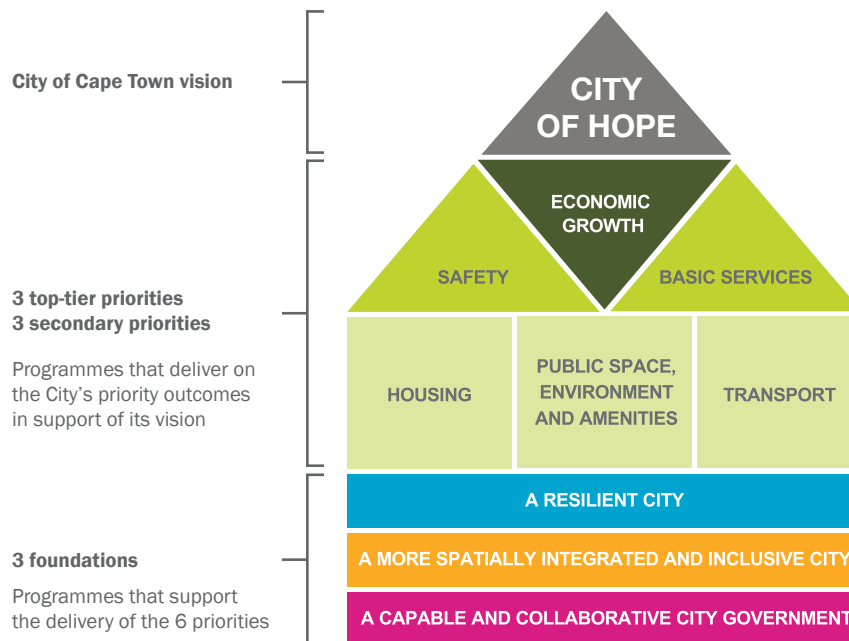 City of Cape Town vision
CITY
OF HOPE
ECONOMIC
GROWTH
SAFETY
BASIC SERVICES
3 top-tier priorities
3 secondary priorities
Programmes that deliver on
the City’s priority outcomes
in support of its vision
HOUSING
PUBLIC SPACE,
ENVIRONMENT
AND AMENITIES
TRANSPORT
A RESILIENT CITY
3 foundations
A MORE SPATIALLY INTEGRATED AND INCLUSIVE CITY
Programmes that support
the delivery of the 6 priorities
A CAPABLE AND COLLABORATIVE CITY GOVERNMENT